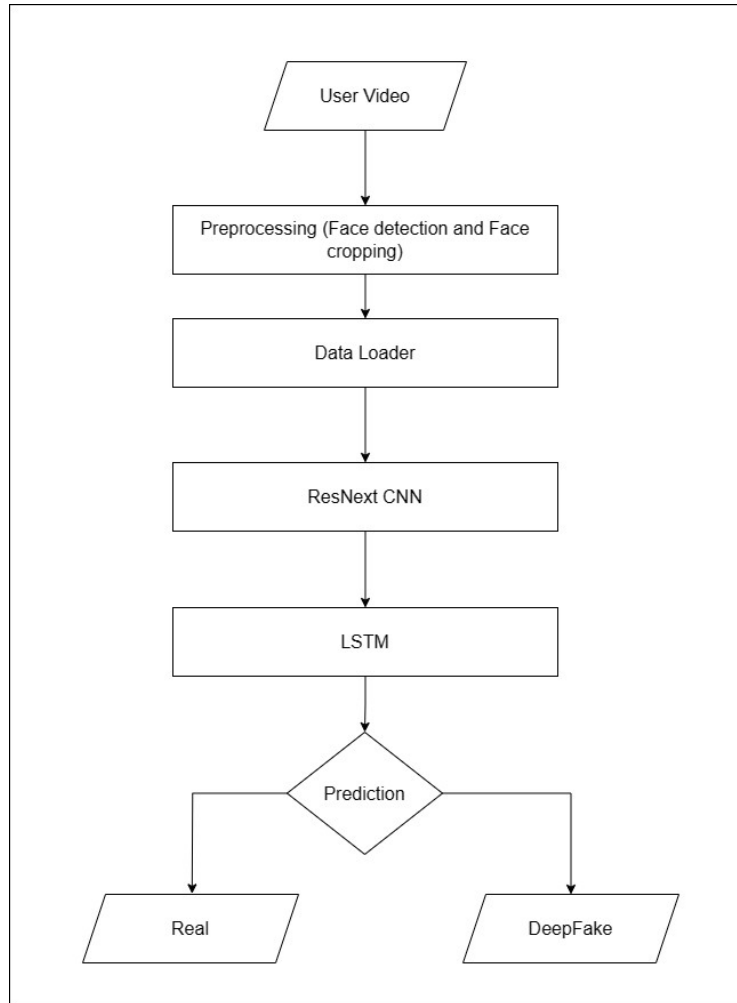 User Video
Preprocessing (Face detection and Face
cropping)
Data Loader
ResNext CNN
LSTM
Prediction
Real
DeepFake